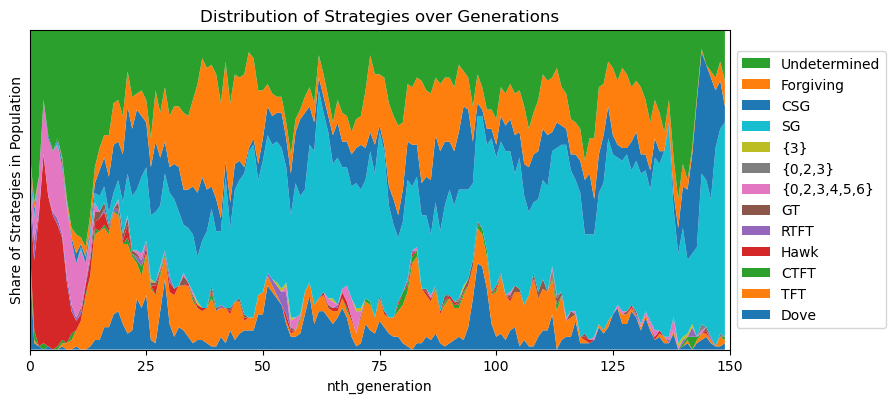 Distribution of Strategies over Generations
Share of Strategies in Population
Undetermined
Forgiving
CSG
SG
{3}
{0,2,3}
{0,2,3,4,5,6}
GT
RTFT
Hawk
CTFT
TFT
Dove
0 25 50 75 100 125 150
nth_generation